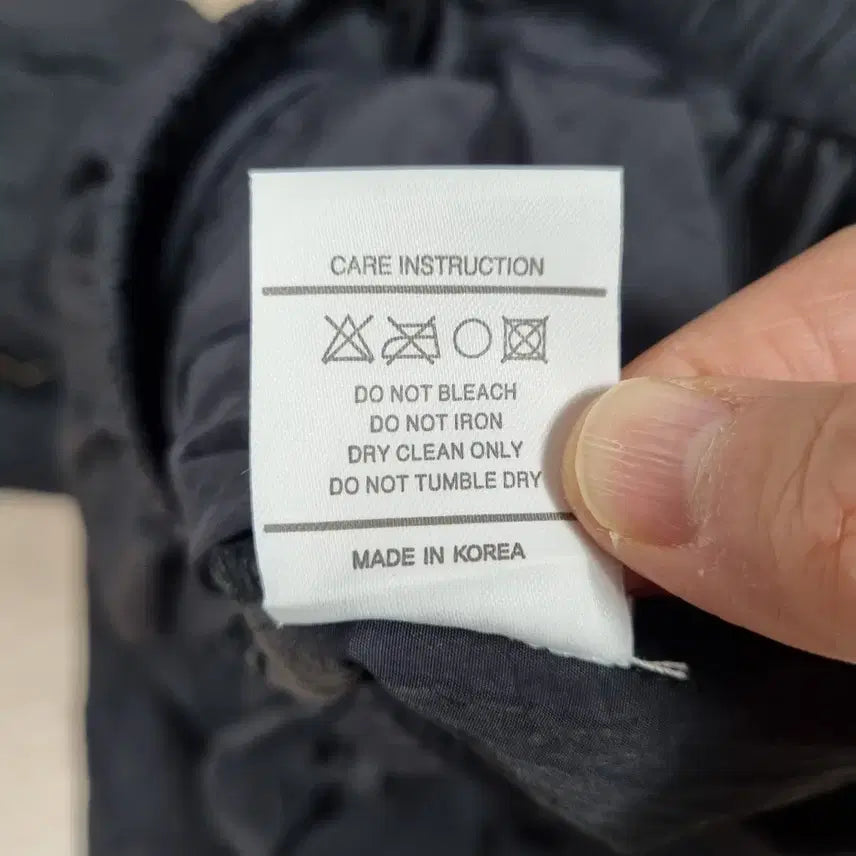 CARE INSTRUCTION
DO NOT BLEACH
DO NOT IRON
DRY CLEAN ONLY
DO NOT TUMBLE DRY
MADE IN KOREA